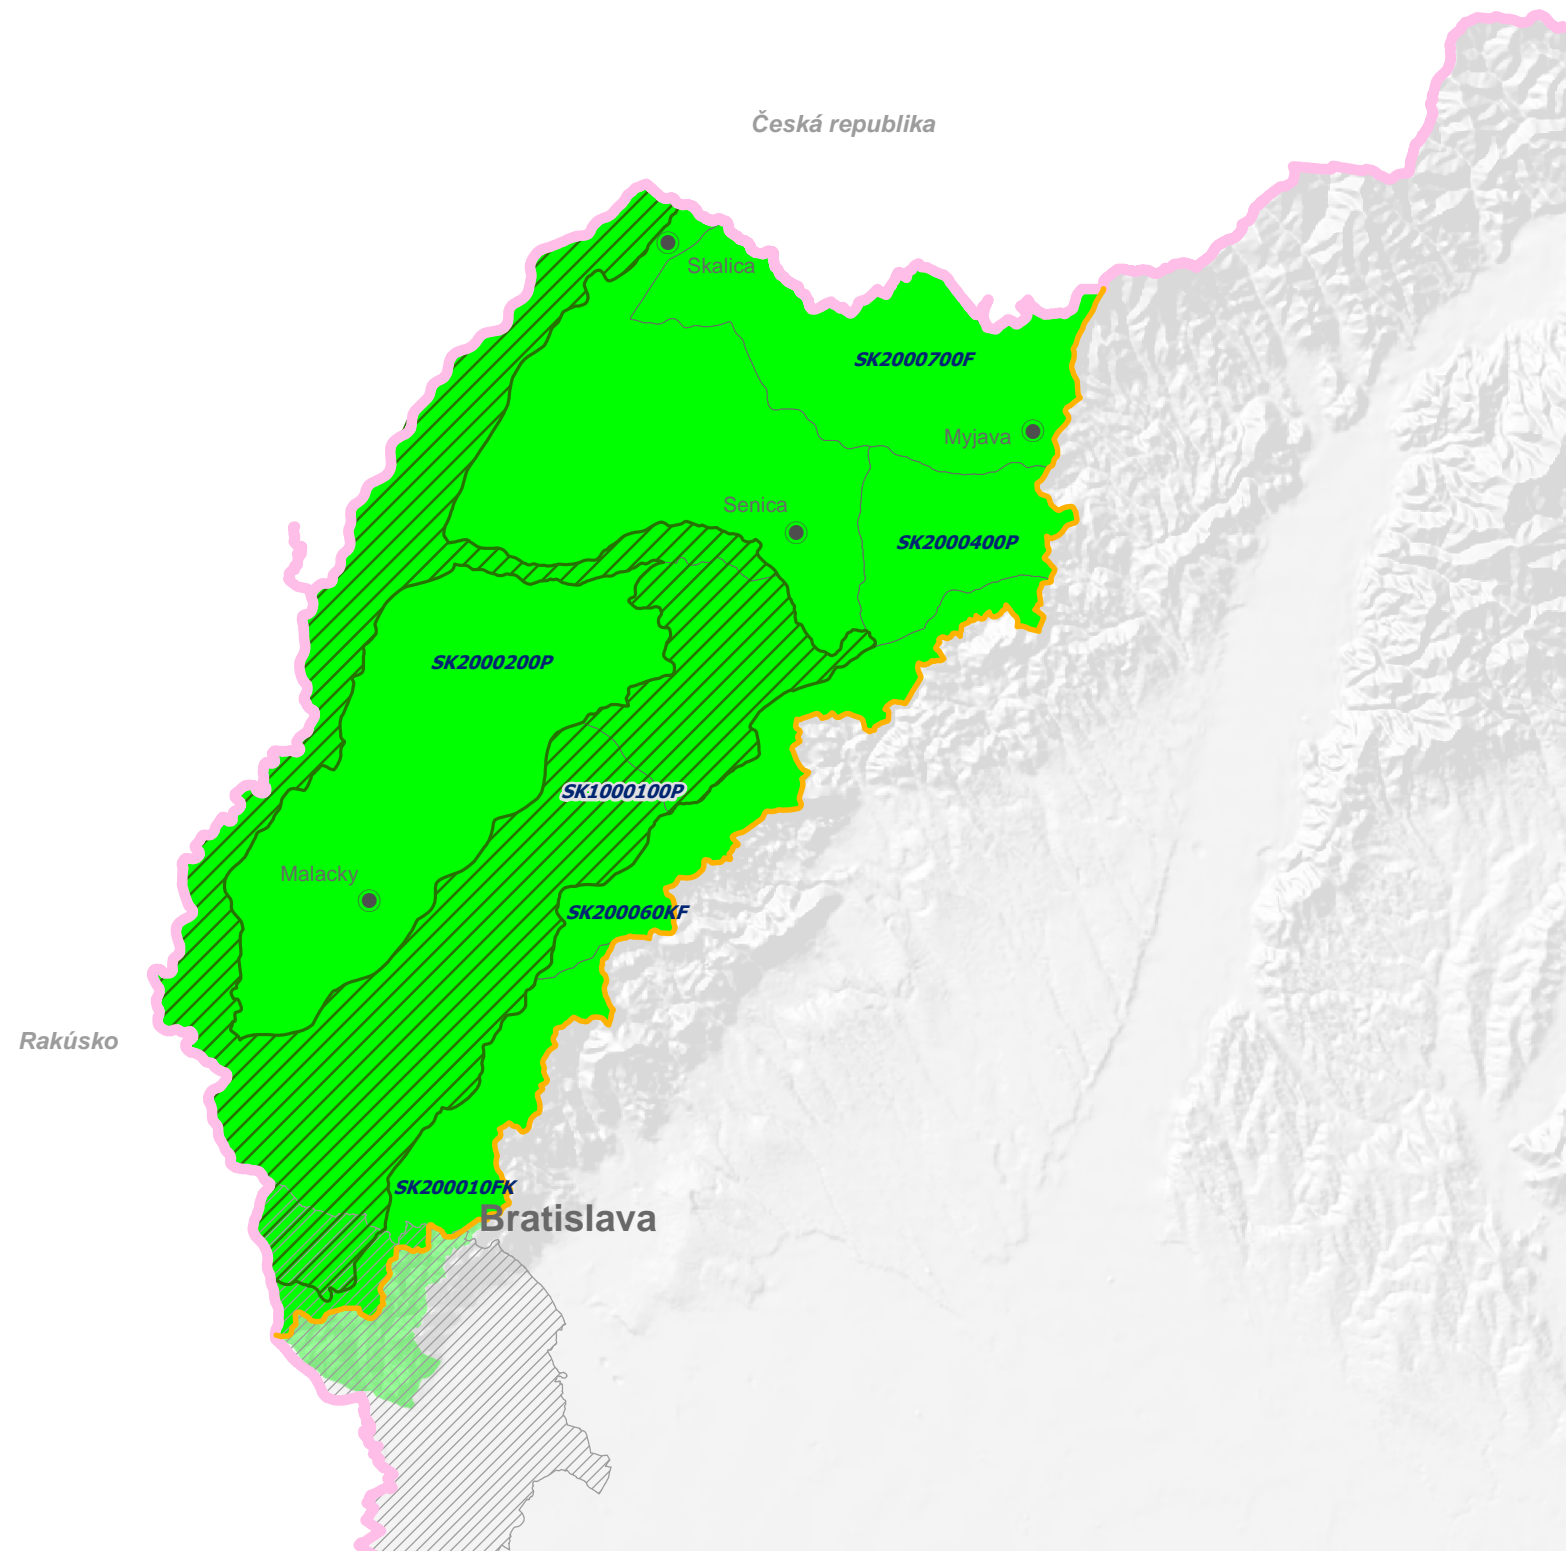 Česká republika
Skalica
SK2000700F
Myjava
Senica
SK2000400P
SK2000200P
SK1000100P
Malacky
SK200060KF
Rakúsko
SK200010FK
Bratislava